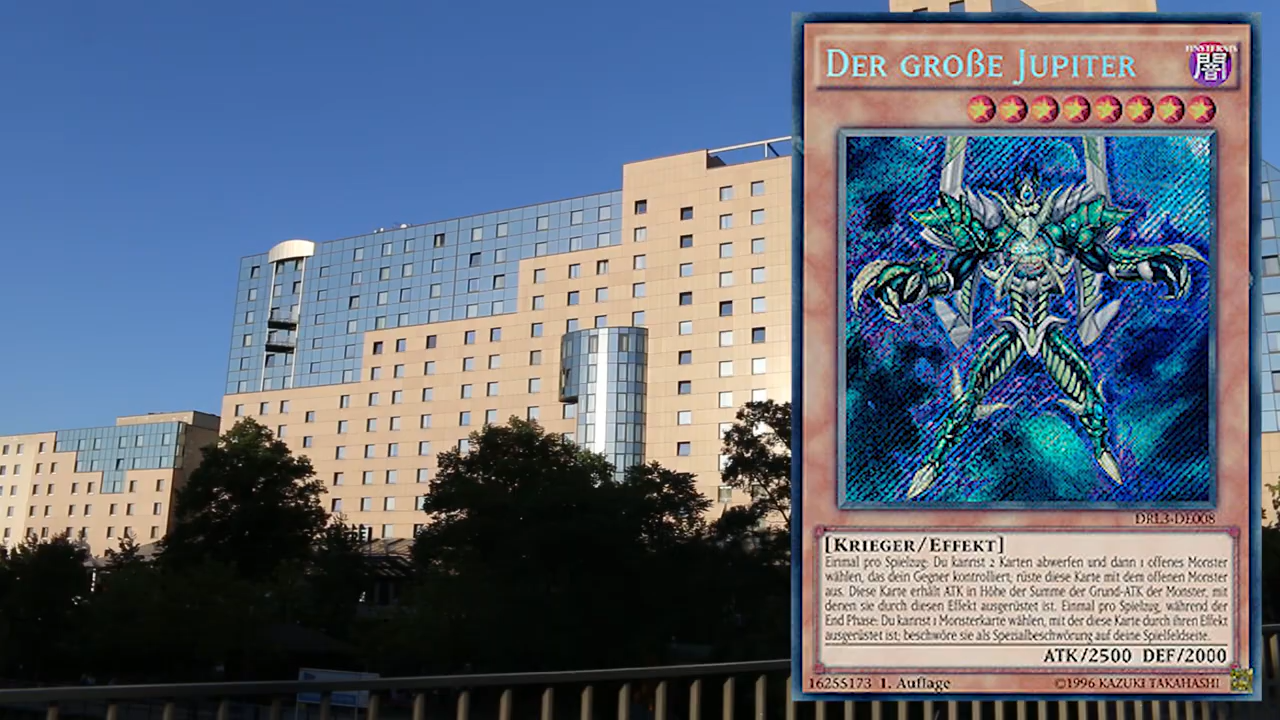 DER GROẞE JUPITER
FINSTERNIS
闇
DRL3-DE008
[KRIEGER/EFFEKT]
Einmal pro Spielzug: Du kannst 2 Karten abwerfen und dann 1 offenes Monster
wählen, das dein Gegner kontrolliert; rüste diese Karte mit dem offenen Monster
aus. Diese Karte erhält ATK in Höhe der Summe der Grund-ATK der Monster, mit
denen sie durch diesen Effekt ausgerüstet ist. Einmal pro Spielzug, während der
End Phase: Du kannst 1 Monsterkarte wählen, mit der diese Karte durch ihren Effekt
ausgerüstet ist; beschwöre sie als Spezialbeschwörung auf deine Spielfeldseite.
ATK/2500 DEF/2000
16255173 1. Auflage ©1996 KAZUKI TAKAHASHI